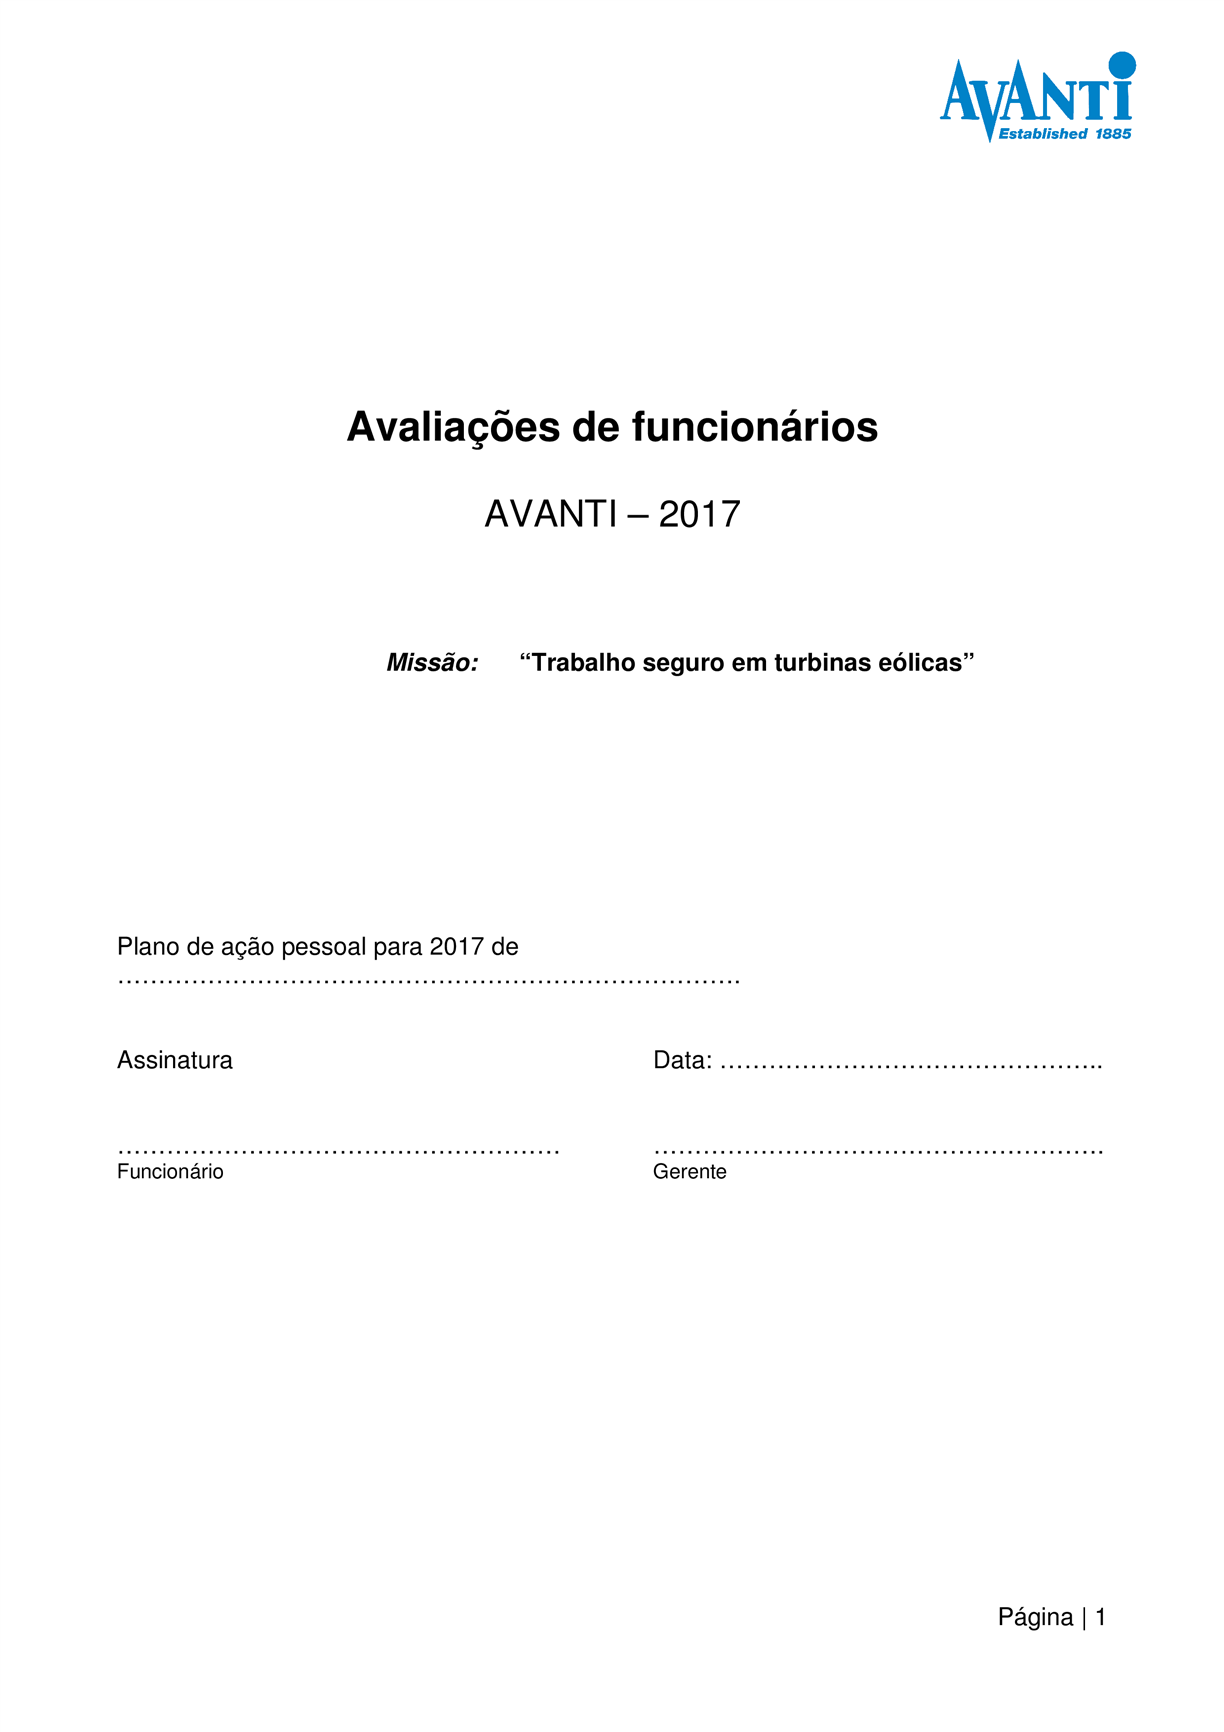 AVANTI
Established 1885
Avaliações de funcionários
AVANTI – 2017
Missão: “Trabalho seguro em turbinas eólicas”
Plano de ação pessoal para 2017 de
………………………………………………………………….
Assinatura Data: ………………………………………..
………………………………………………. ……………………………………………….
Funcionário Gerente
Página | 1